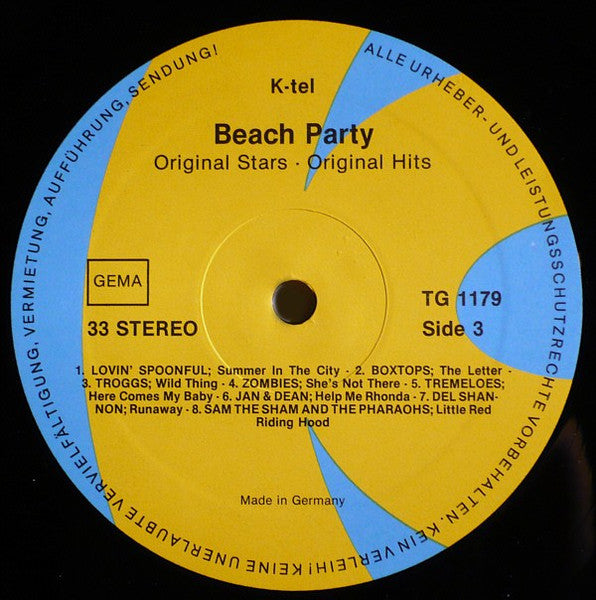 ALLE URHEBER- UND LEISTUNGSSCHUTZRECHTE VORBEHALTEN. KEIN VERLEIH! KEINE UNERLAUBTE VERVIELFÄLTIGUNG, VERMIETUNG, AUFFÜHRUNG, SENDUNG!
K-tel
Beach Party
Original Stars · Original Hits
GEMA
TG 1179
33 STEREO
Side 3
1. LOVIN' SPOONFUL; Summer In The City - 2. BOXTOPS; The Letter -
3. TROGGS; Wild Thing - 4. ZOMBIES; She's Not There - 5. TREMELOES;
Here Comes My Baby - 6. JAN & DEAN; Help Me Rhonda - 7. DEL SHAN-
NON; Runaway - 8. SAM THE SHAM AND THE PHARAOHS; Little Red
Riding Hood
Made in Germany